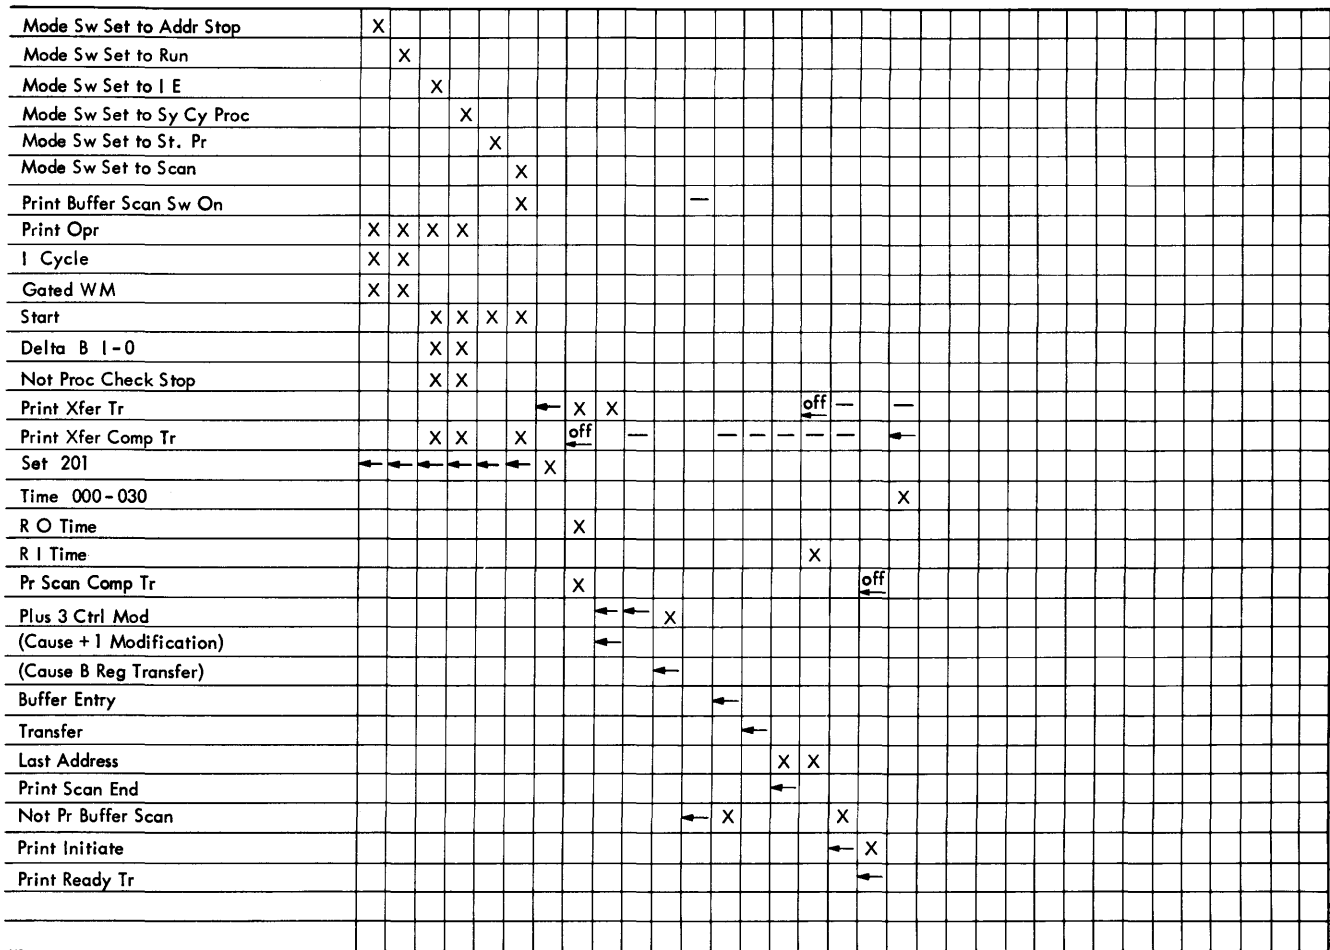 Mode Sw Set to Addr Stop X
Mode Sw Set to Run X
Mode Sw Set to I E X
Mode Sw Set to Sy Cy Proc X
Mode Sw Set to St. Pr X
Mode Sw Set to Scan X
Print Buffer Scan Sw On X —
Print Opr X X X X
I Cycle X X
Gated WM X X
Start X X X X
Delta B I-0 X X
Not Proc Check Stop X X
Print Xfer Tr ← X X off ← — —
Print Xfer Comp Tr X X X off ← — — — — — — ←
Set 201 ← ← ← ← ← ← X
Time 000-030 X
R O Time X
R I Time X
Pr Scan Comp Tr X off ←
Plus 3 Ctrl Mod ← ← X
(Cause + 1 Modification) ←
(Cause B Reg Transfer) ←
Buffer Entry ←
Transfer ←
Last Address X X
Print Scan End ←
Not Pr Buffer Scan ← X X
Print Initiate ← X
Print Ready Tr ←